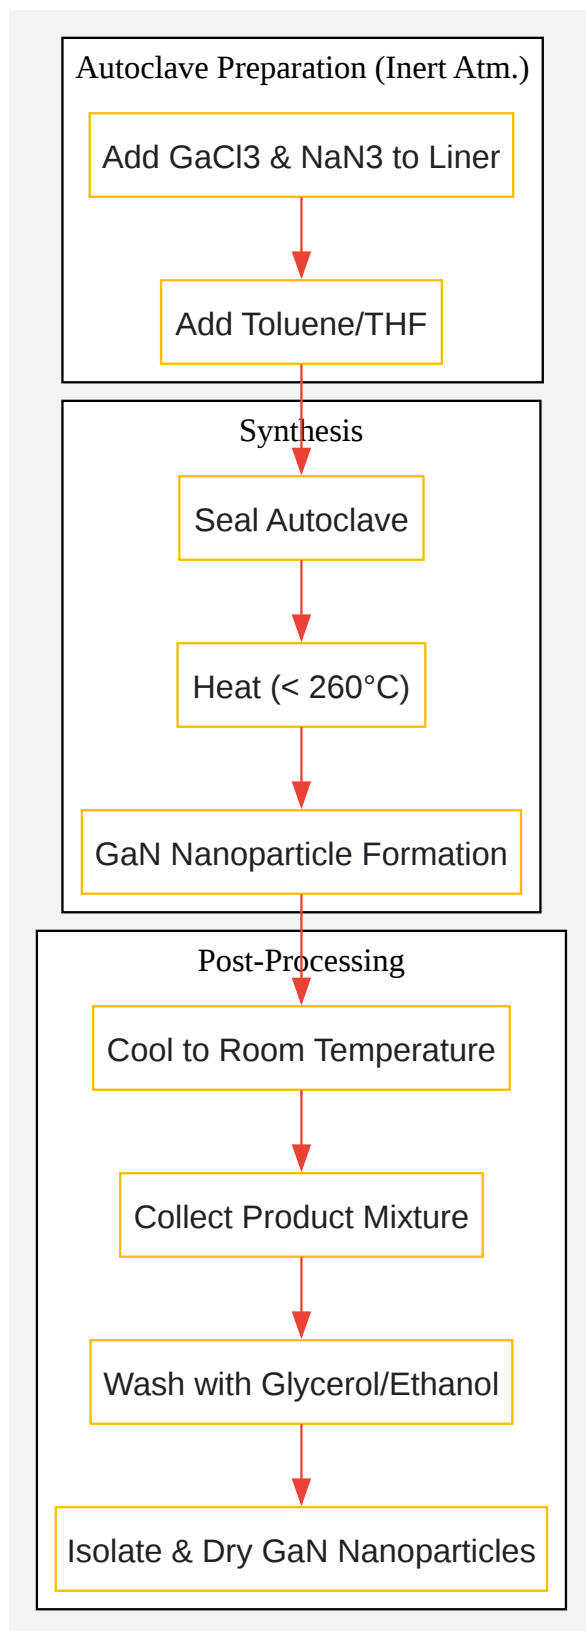 Autoclave Preparation (Inert Atm.)
Add GaCl3 & NaN3 to Liner
Add Toluene/THF
Synthesis
Seal Autoclave
Heat (< 260°C)
GaN Nanoparticle Formation
Post-Processing
Cool to Room Temperature
Collect Product Mixture
Wash with Glycerol/Ethanol
Isolate & Dry GaN Nanoparticles